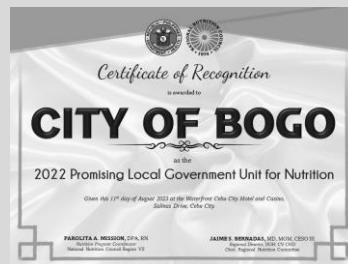 Certificate of Recognition
is awarded to
CITY OF BOGO
as the
2022 Promising Local Government Unit for Nutrition
Given this 11th day of August 2023 at the Waterfront Cebu City Hotel and Casino,
Salinas Drive, Cebu City
PAROLITA A. MISSION, DPA, RN
Nutrition Program Coordinator
National Nutrition Council Region VII
JAIME S. BERNADAS, MD, MGM, CESO III
Regional Director, DOH CV CHD
Chair, Regional Nutrition Committee